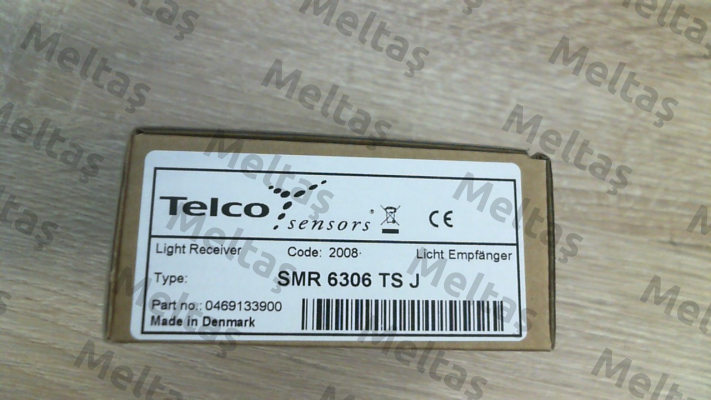 Telco sensors®
Light Receiver Code: 2008· Licht Empfänger
Type: SMR 6306 TS J
Part no.: 0469133900
Made in Denmark
Meltaş